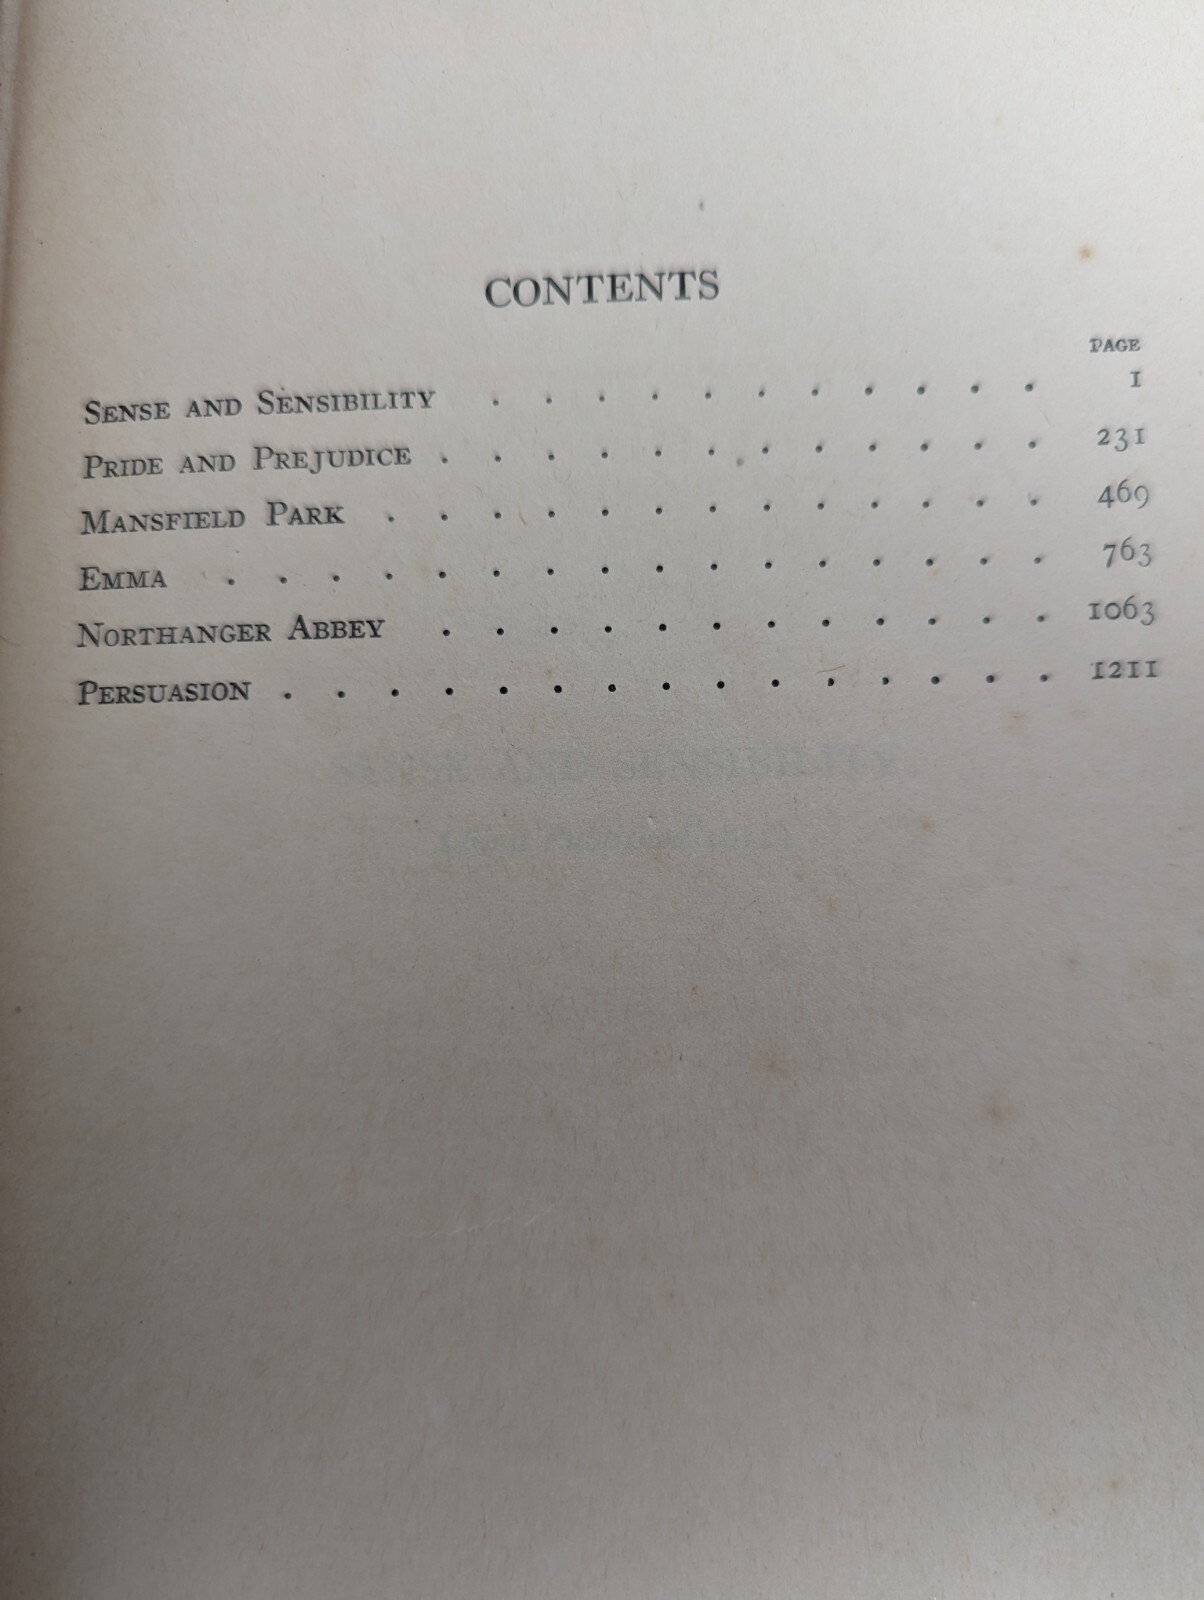 CONTENTS
PAGE
SENSE AND SENSIBILITY . . . . . . . . . . . 1
PRIDE AND PREJUDICE . . . . . . . . . . . . 231
MANSFIELD PARK . . . . . . . . . . . . . 469
EMMA . . . . . . . . . . . . . . . . 763
NORTHANGER ABBEY . . . . . . . . . . . . 1063
PERSUASION . . . . . . . . . . . . . . . 1211